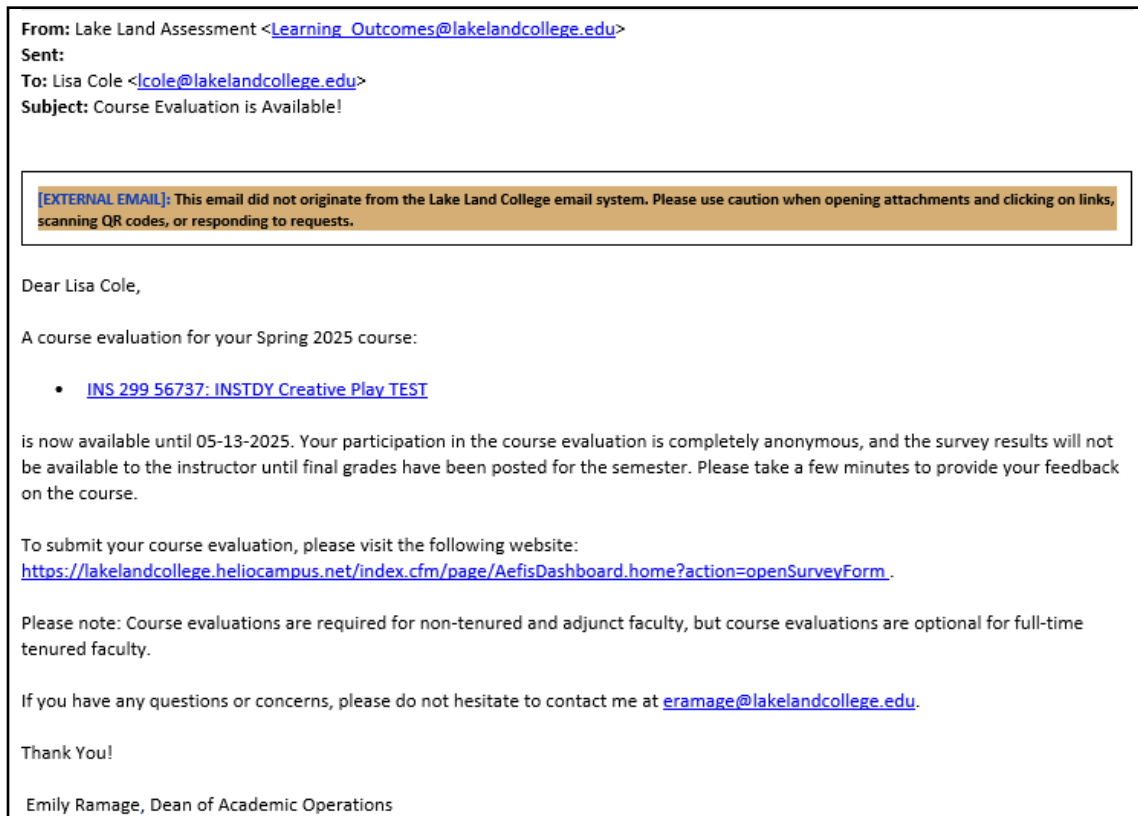 From: Lake Land Assessment <Learning_Outcomes@lakelandcollege.edu>
Sent:
To: Lisa Cole <lcole@lakelandcollege.edu>
Subject: Course Evaluation is Available!
[EXTERNAL EMAIL]: This email did not originate from the Lake Land College email system. Please use caution when opening attachments and clicking on links,
scanning QR codes, or responding to requests.
Dear Lisa Cole,
A course evaluation for your Spring 2025 course:
• INS 299 56737: INSTDY Creative Play TEST
is now available until 05-13-2025. Your participation in the course evaluation is completely anonymous, and the survey results will not
be available to the instructor until final grades have been posted for the semester. Please take a few minutes to provide your feedback
on the course.
To submit your course evaluation, please visit the following website:
https://lakelandcollege.heliocampus.net/index.cfm/page/AefisDashboard.home?action=openSurveyForm .
Please note: Course evaluations are required for non-tenured and adjunct faculty, but course evaluations are optional for full-time
tenured faculty.
If you have any questions or concerns, please do not hesitate to contact me at eramage@lakelandcollege.edu.
Thank You!
Emily Ramage, Dean of Academic Operations